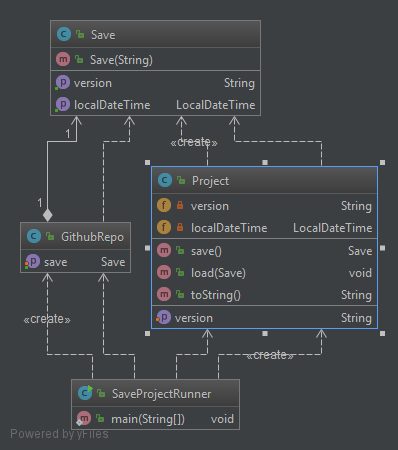 Save
Save(String)
version String
localDateTime LocalDateTime
1
«create»
1
Project
version String
localDateTime LocalDateTime
save() Save
load(Save) void
toString() String
version String
GithubRepo
save Save
«create»
«create»
SaveProjectRunner
main(String[]) void
Powered by yFiles